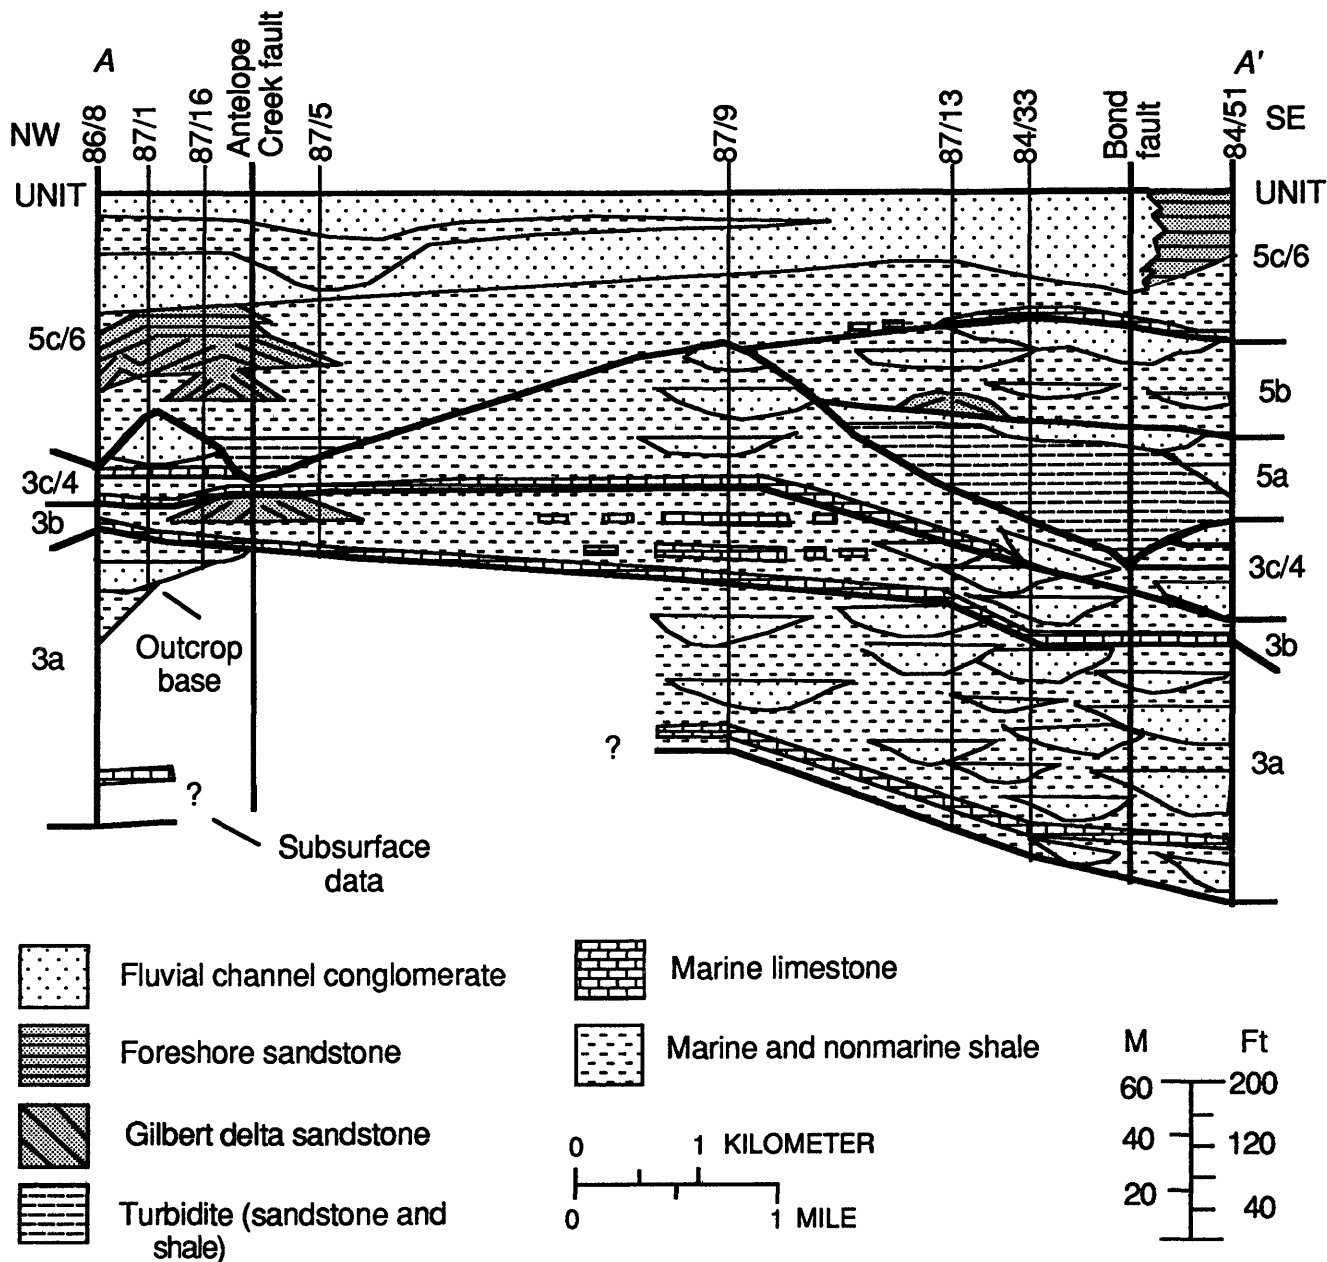 A
A'
NW
86/8
87/1
87/16
Antelope
Creek fault
87/5
87/9
87/13
84/33
Bond
fault
84/51
SE
UNIT
UNIT
5c/6
5c/6
5b
5a
3c/4
3c/4
3b
3b
3a
3a
Outcrop
base
?
?
Subsurface
data
Fluvial channel conglomerate
Foreshore sandstone
Gilbert delta sandstone
Turbidite (sandstone and
shale)
Marine limestone
Marine and nonmarine shale
0 1 KILOMETER
0 1 MILE
M Ft
60 200
40 120
20 40